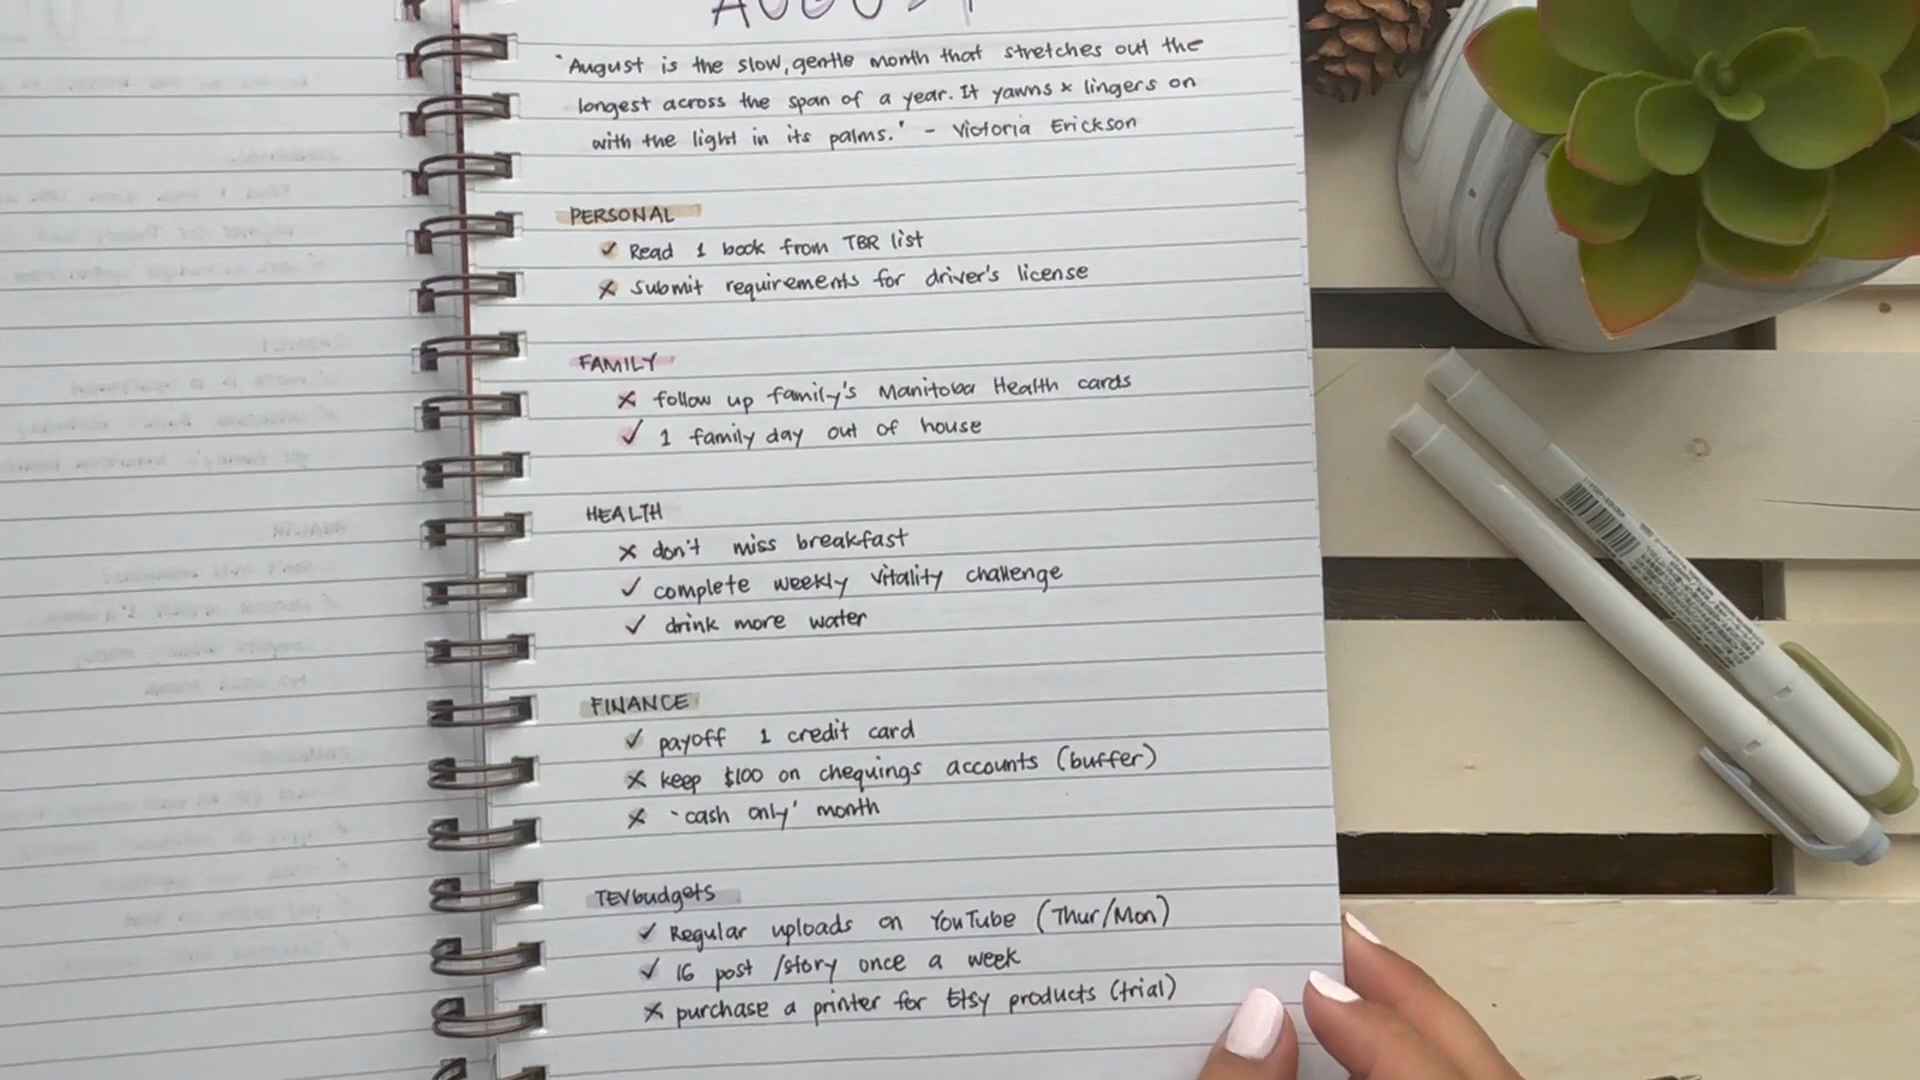 AUGUST
"August is the slow, gentle month that stretches out the
longest across the span of a year. It yawns & lingers on
with the light in its palms." - Victoria Erickson
PERSONAL
✓ Read 1 book from TBR list
✗ Submit requirements for driver's license
FAMILY
✗ follow up family's Manitoba Health cards
✓ 1 family day out of house
HEALTH
✗ don't miss breakfast
✓ complete weekly vitality challenge
✓ drink more water
FINANCE
✓ payoff 1 credit card
✗ keep $100 on chequings accounts (buffer)
✗ "cash only" month
TEVbudgets
✓ Regular uploads on YouTube (Thur/Mon)
✓ IG post /story once a week
✗ purchase a printer for Etsy products (trial)